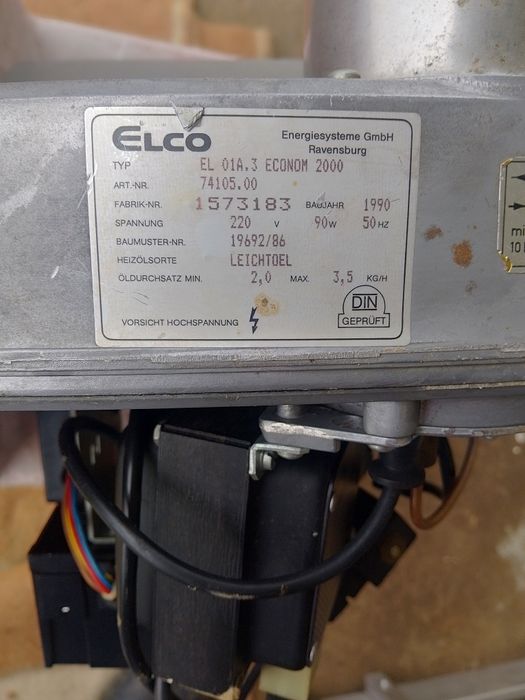 ELCO Energiesysteme GmbH
Ravensburg
TYP EL 01A.3 ECONOM 2000
ART.-NR. 74105.00
FABRIK-NR. 1573183 BAUJAHR 1990
SPANNUNG 220 V 90W 50 HZ
BAUMUSTER-NR. 19692/86
HEIZÖLSORTE LEICHTOEL
ÖLDURCHSATZ MIN. 2,0 MAX. 3,5 KG/H
VORSICHT HOCHSPANNUNG
DIN
GEPRÜFT
10